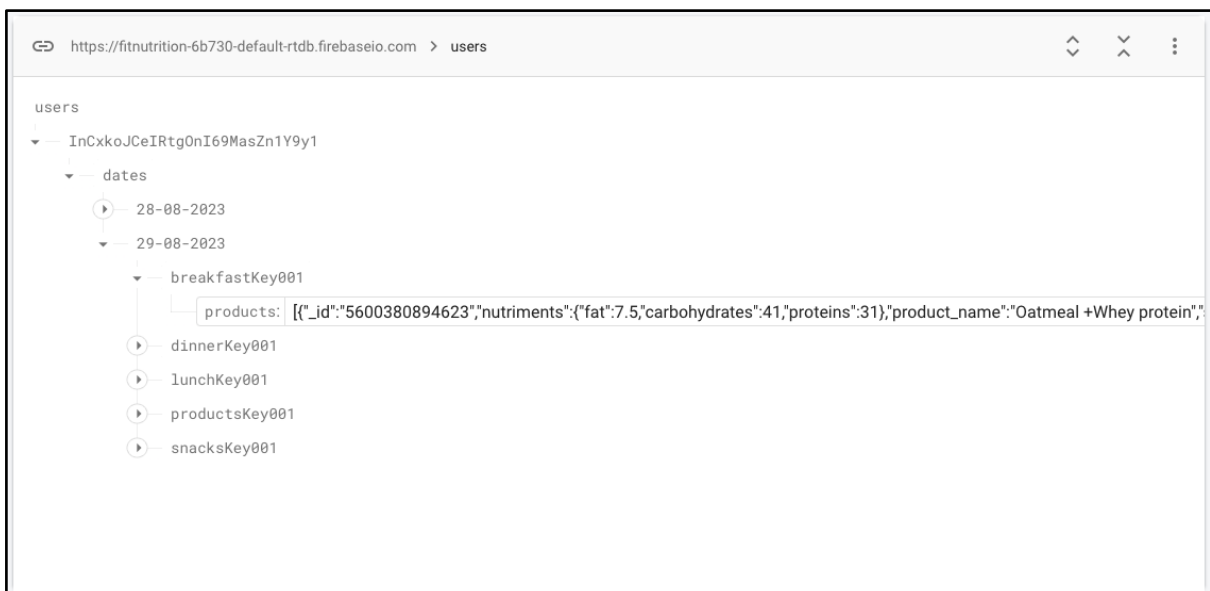 https://fitnutrition-6b730-default-rtdb.firebaseio.com > users
users
InCxkoJCeIRtgOnI69MasZn1Y9y1
dates
28-08-2023
29-08-2023
breakfastKey001
products: [{"_id":"5600380894623","nutriments":{"fat":7.5,"carbohydrates":41,"proteins":31},"product_name":"Oatmeal +Whey protein","
dinnerKey001
lunchKey001
productsKey001
snacksKey001